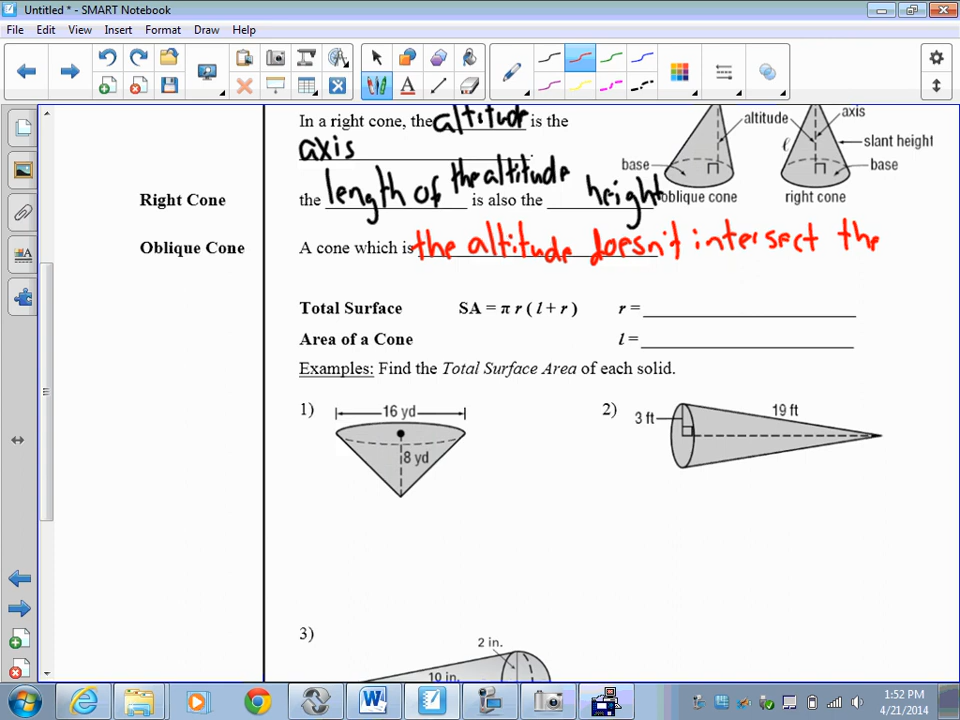 Untitled * - SMART Notebook
File Edit View Insert Format Draw Help
In a right cone, the altitude is the
axis
altitude
axis
ℓ
slant height
base
base
oblique cone
right cone
Right Cone
the length of the altitude is also the height
Oblique Cone
A cone which is the altitude doesn't intersect the
Total Surface SA = π r ( l + r ) r =
Area of a Cone l =
Examples: Find the Total Surface Area of each solid.
1) 16 yd
8 yd
2) 3 ft 19 ft
3) 2 in.
10 in.
1:52 PM
4/21/2014